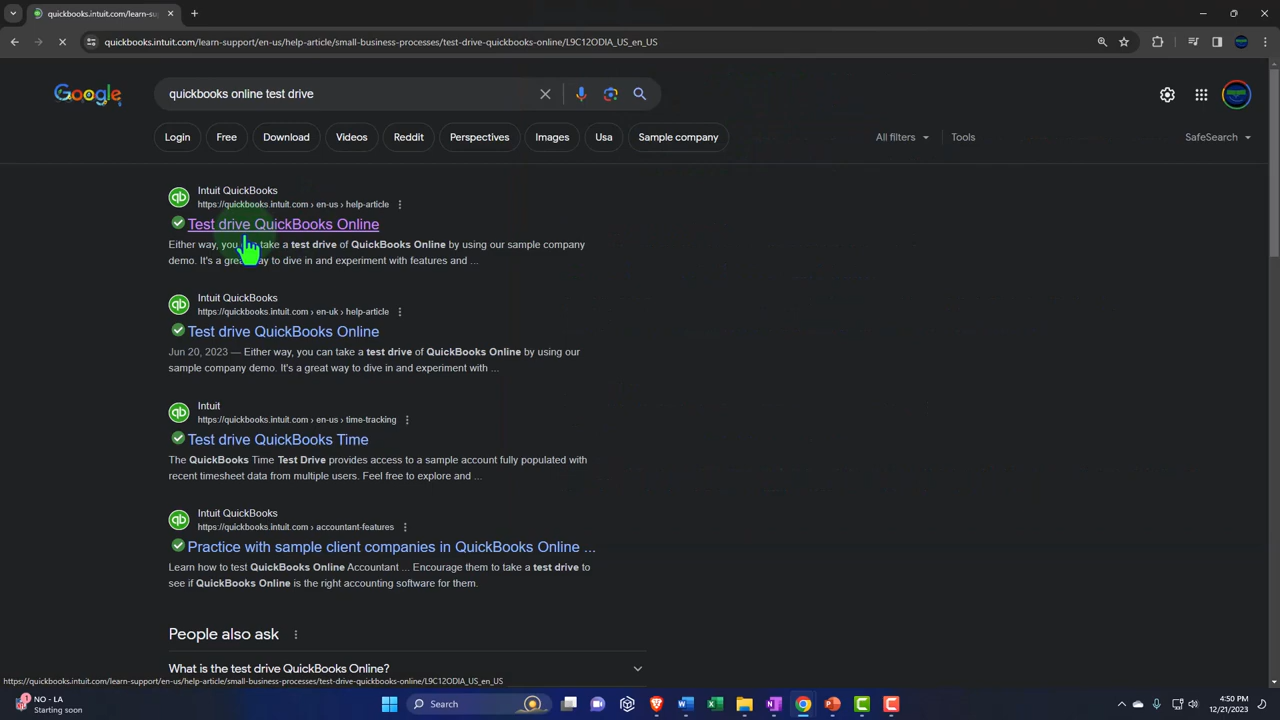 quickbooks.intuit.com/learn-su
quickbooks.intuit.com/learn-support/en-us/help-article/small-business-processes/test-drive-quickbooks-online/L9C12ODIA_US_en_US
Google
quickbooks online test drive
Login
Free
Download
Videos
Reddit
Perspectives
Images
Usa
Sample company
All filters
Tools
SafeSearch
qb
Intuit QuickBooks
https://quickbooks.intuit.com › en-us › help-article
Test drive QuickBooks Online
Either way, you can take a test drive of QuickBooks Online by using our sample company
demo. It's a great way to dive in and experiment with features and ...
qb
Intuit QuickBooks
https://quickbooks.intuit.com › en-uk › help-article
Test drive QuickBooks Online
Jun 20, 2023 — Either way, you can take a test drive of QuickBooks Online by using our
sample company demo. It's a great way to dive in and experiment with ...
qb
Intuit
https://quickbooks.intuit.com › en-us › time-tracking
Test drive QuickBooks Time
The QuickBooks Time Test Drive provides access to a sample account fully populated with
recent timesheet data from multiple users. Feel free to explore and ...
qb
Intuit QuickBooks
https://quickbooks.intuit.com › accountant-features
Practice with sample client companies in QuickBooks Online ...
Learn how to test QuickBooks Online Accountant ... Encourage them to take a test drive to
see if QuickBooks Online is the right accounting software for them.
People also ask
What is the test drive QuickBooks Online?
https://quickbooks.intuit.com/learn-support/en-us/help-article/small-business-processes/test-drive-quickbooks-online/L9C12ODIA_US_en_US
1
NO - LA
Starting soon
Search
4:50 PM
12/21/2023